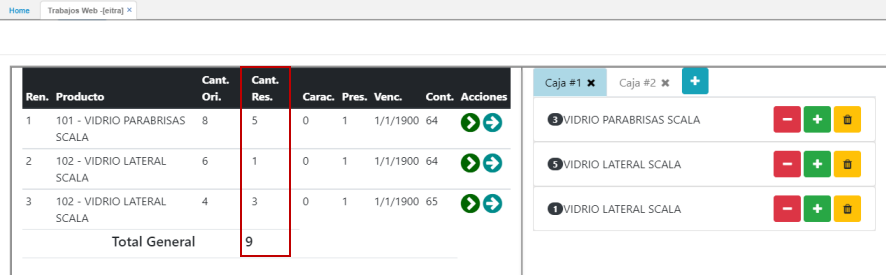 Home Trabajos Web -[eitra] ×
Cant. Cant.
Ren. Producto Ori. Res. Carac. Pres. Venc. Cont. Acciones
1 101 - VIDRIO PARABRISAS 8 5 0 1 1/1/1900 64
SCALA
2 102 - VIDRIO LATERAL 6 1 0 1 1/1/1900 64
SCALA
3 102 - VIDRIO LATERAL 4 3 0 1 1/1/1900 65
SCALA
Total General 9
Caja #1 × Caja #2 × +
3 VIDRIO PARABRISAS SCALA - +
5 VIDRIO LATERAL SCALA - +
1 VIDRIO LATERAL SCALA - +